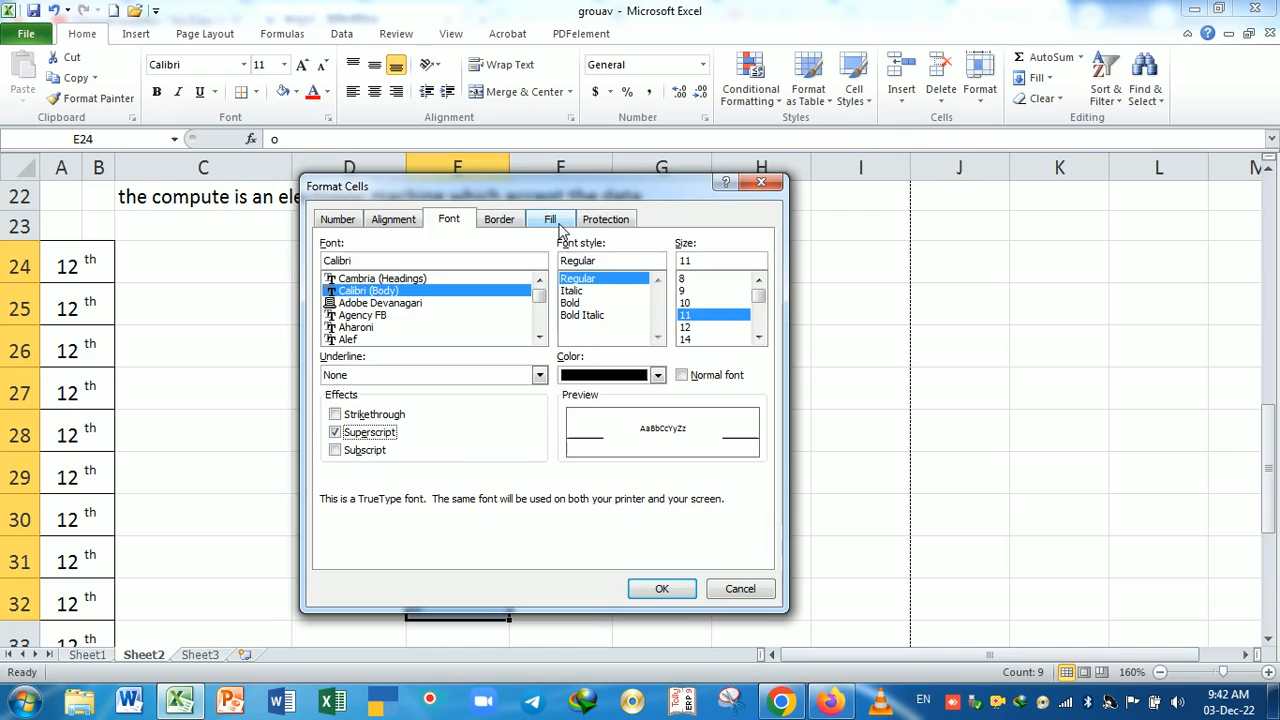 grouav - Microsoft Excel
File Home Insert Page Layout Formulas Data Review View Acrobat PDFelement
Cut
Copy
Format Painter
Paste
Clipboard
Calibri 11
B I U A
Font
Wrap Text
Merge & Center
Alignment
General
$ % ,
Number
Conditional Formatting
Format as Table
Cell Styles
Styles
Insert Delete Format
Cells
AutoSum
Fill
Clear
Sort & Filter
Find & Select
Editing
E24 fx o
A B C D E F G H I J K L M
22 the compute is an
23
24 12 th
25 12 th
26 12 th
27 12 th
28 12 th
29 12 th
30 12 th
31 12 th
32 12 th
33 12 th
Format Cells
Number Alignment Font Border Fill Protection
Font: Font style: Size:
Calibri Regular 11
Cambria (Headings) Regular 8
Calibri (Body) Italic 9
Adobe Devanagari Bold 10
Agency FB Bold Italic 11
Aharoni 12
Alef 14
Underline: Color:
None Normal font
Effects Preview
Strikethrough
Superscript AaBbCcYyZz
Subscript
This is a TrueType font. The same font will be used on both your printer and your screen.
OK Cancel
Sheet1 Sheet2 Sheet3
Ready Count: 9 160%
EN 9:42 AM
03-Dec-22